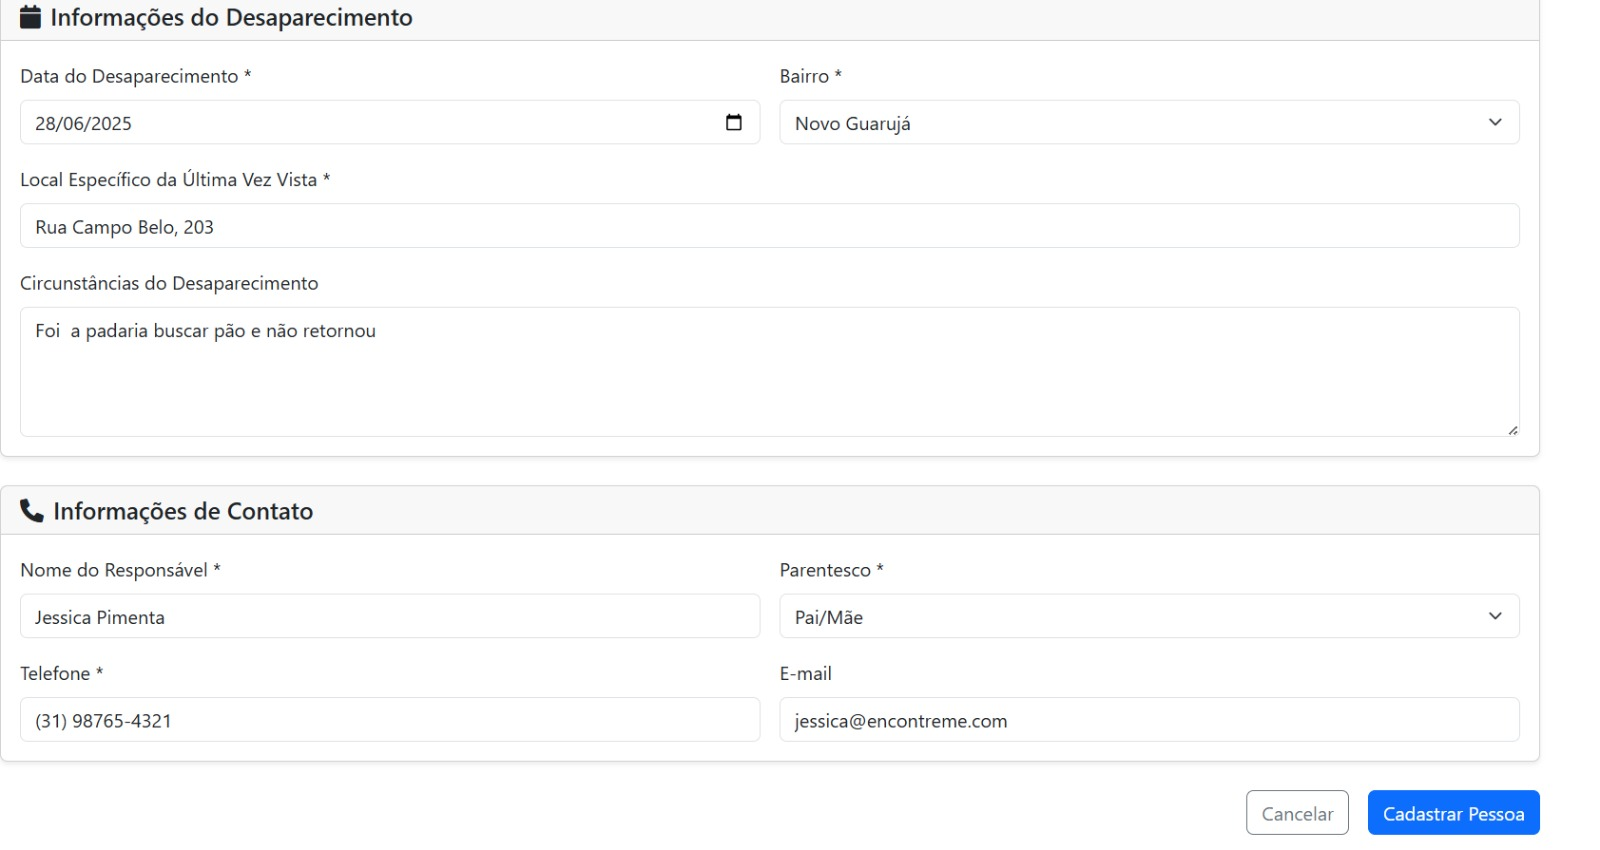 Informações do Desaparecimento
Data do Desaparecimento *
Bairro *
28/06/2025
Novo Guarujá
Local Específico da Última Vez Vista *
Rua Campo Belo, 203
Circunstâncias do Desaparecimento
Foi  a padaria buscar pão e não retornou
Informações de Contato
Nome do Responsável *
Parentesco *
Jessica Pimenta
Pai/Mãe
Telefone *
E-mail
(31) 98765-4321
jessica@encontreme.com
Cancelar
Cadastrar Pessoa